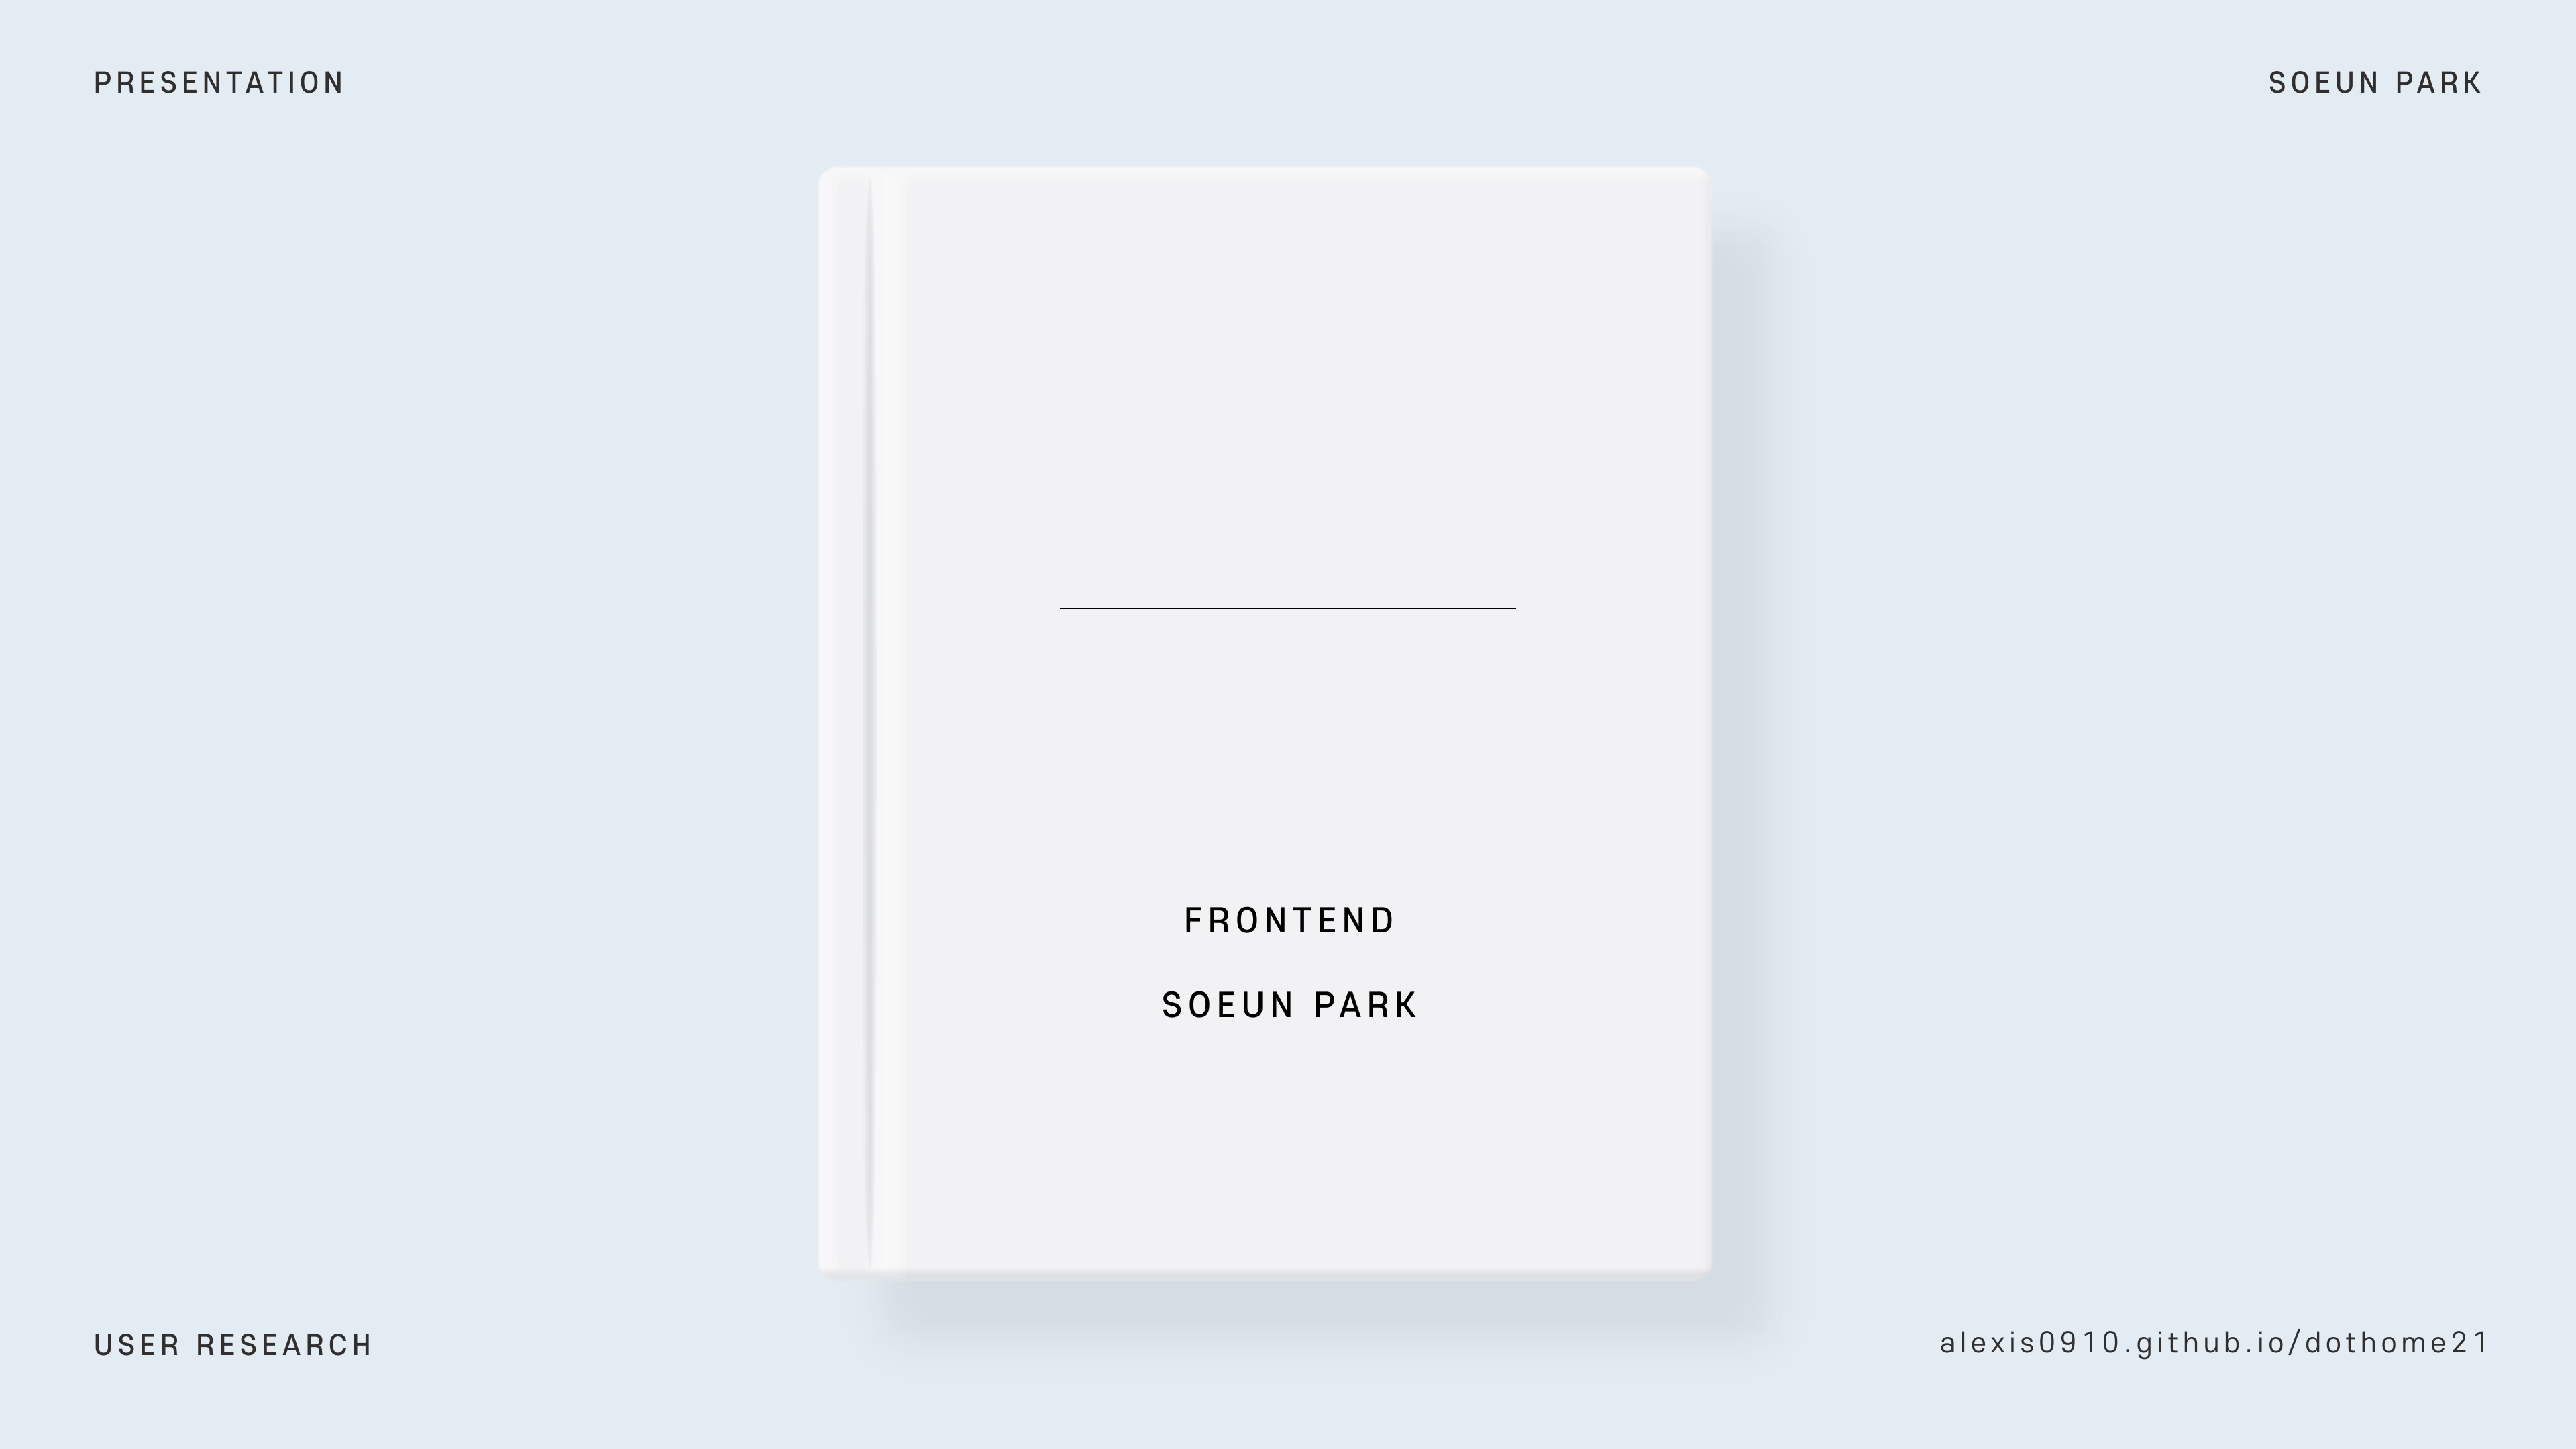 PRESENTATION
SOEUN PARK
FRONTEND
SOEUN PARK
USER RESEARCH
alexis0910.github.io/dothome21